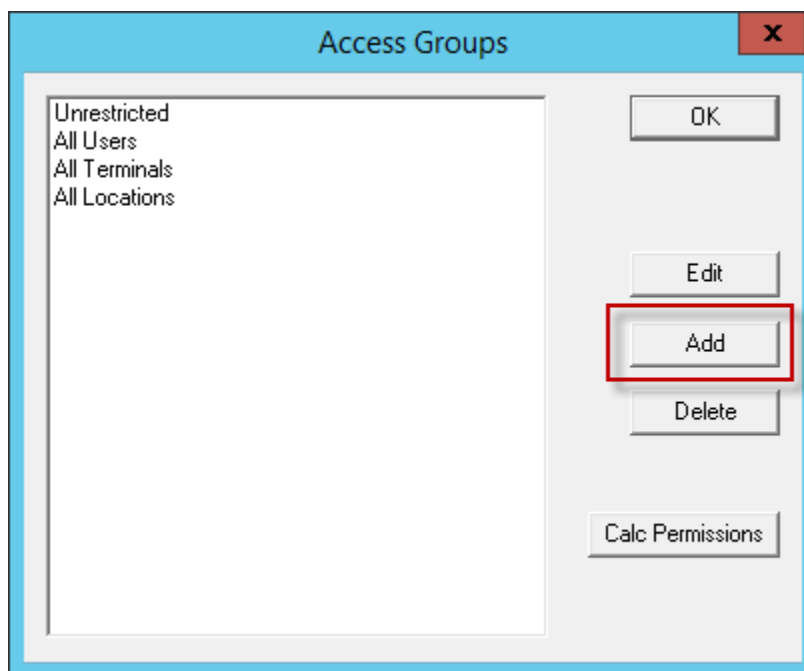 Access Groups
x
Unrestricted
All Users
All Terminals
All Locations
OK
Edit
Add
Delete
Calc Permissions